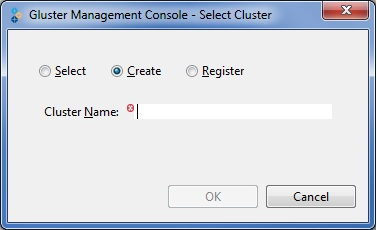 Gluster Management Console - Select Cluster
Select Create Register
Cluster Name:
OK Cancel